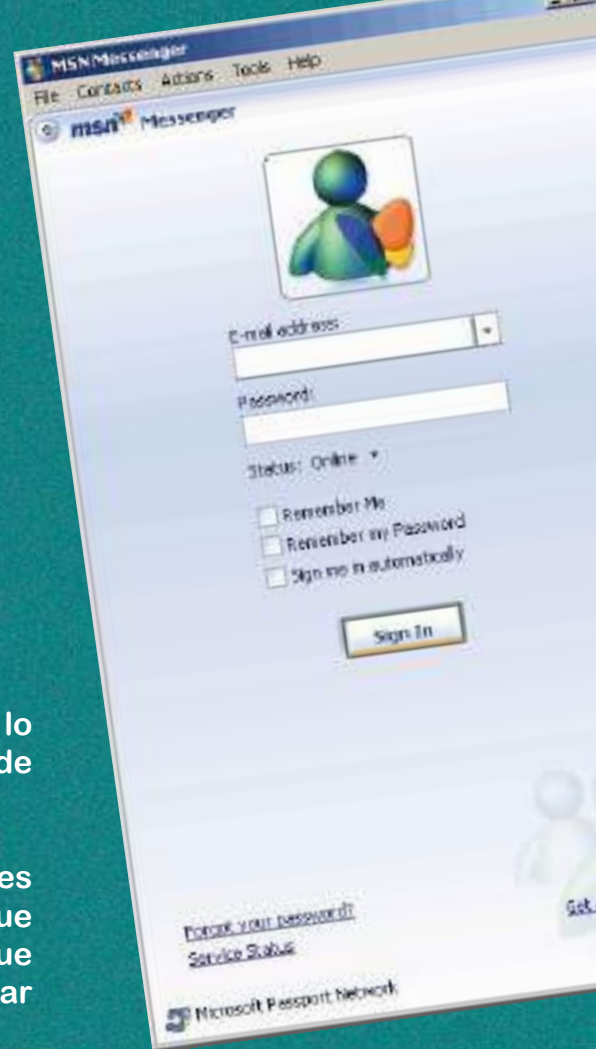 MSN Messenger
File Contacts Actions Tools Help
msn Messenger
E-mail address:
Password:
Status: Online
Remember Me
Remember my Password
Sign me in automatically
Sign In
lo
de
es
ue
ue
ar
Forgot your password?
Get
Service Status
Microsoft Passport Network